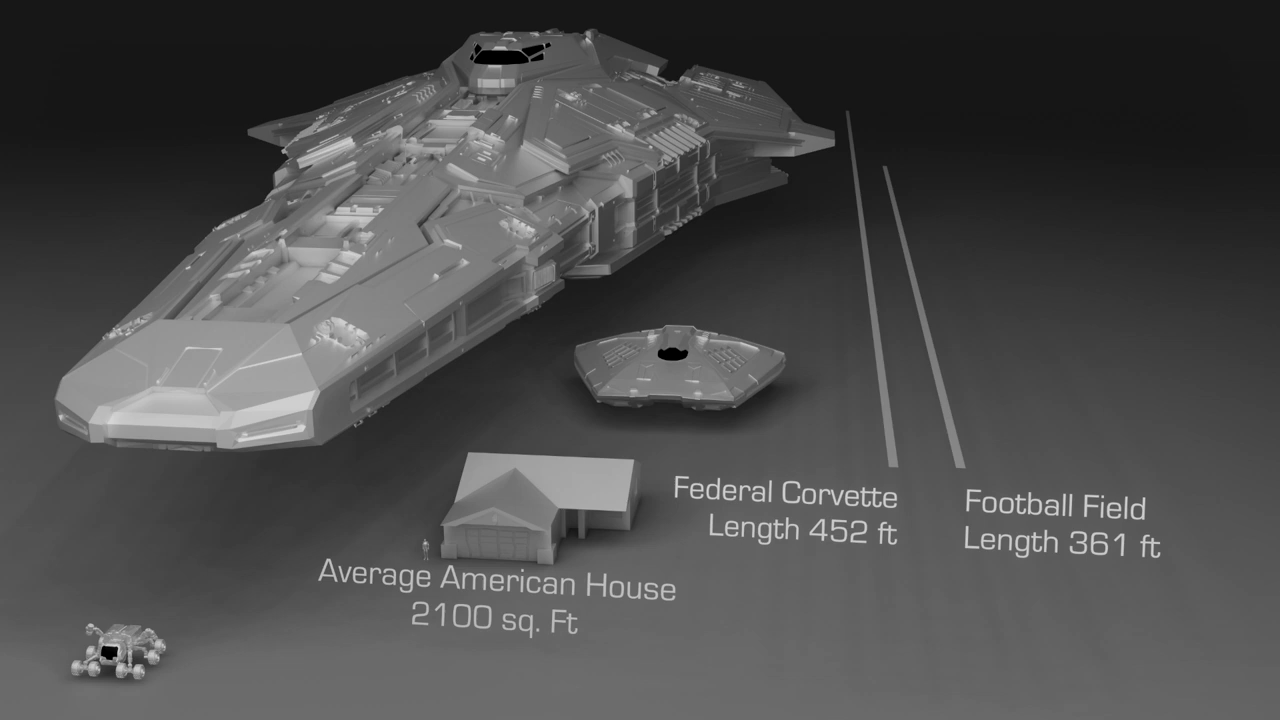 Federal Corvette
Length 452 ft
Football Field
Length 361 ft
Average American House
2100 sq. Ft